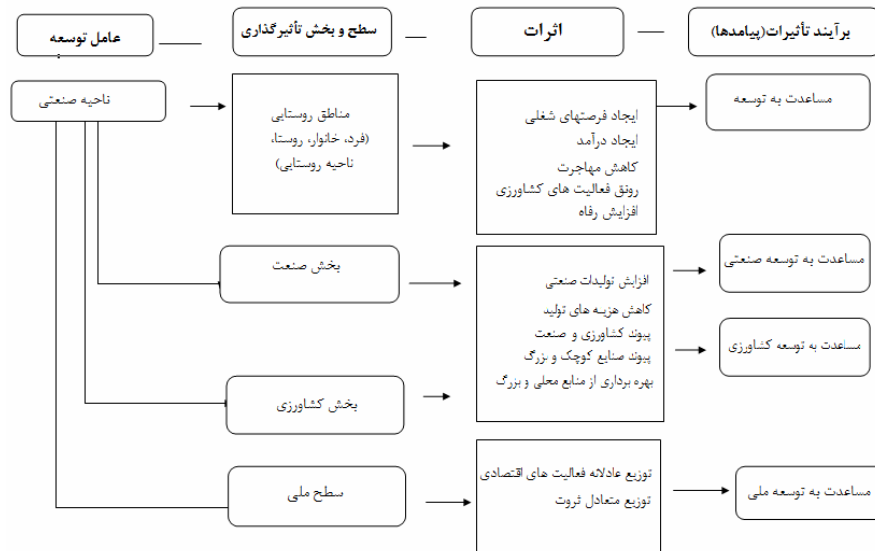 عامل توسعه
سطح و بخش تأثیرگذاری
اثرات
برآیند تأثیرات(پیامدها)
ناحیه صنعتی
مناطق روستایی
(فرد، خانوار، روستا،
ناحیه روستایی)
ایجاد فرصتهای شغلی
ایجاد درآمد
کاهش مهاجرت
رونق فعالیت های کشاورزی
افزایش رفاه
مساعدت به توسعه
بخش صنعت
افزایش تولیدات صنعتی
کاهش هزینه های تولید
پیوند کشاورزی و صنعت
پیوند صنایع کوچک و بزرگ
بهره برداری از منابع محلی و بزرگ
مساعدت به توسعه صنعتی
مساعدت به توسعه کشاورزی
بخش کشاورزی
سطح ملی
توزیع عادلانه فعالیت های اقتصادی
توزیع متعادل ثروت
مساعدت به توسعه ملی